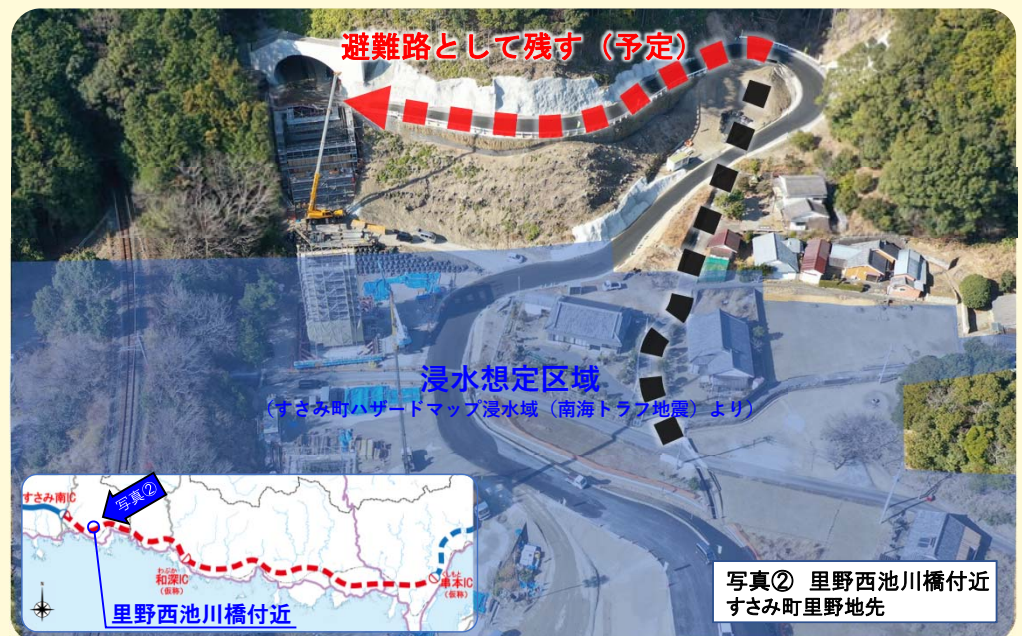 避難路として残す（予定）
浸水想定区域
（すさみ町ハザードマップ浸水域（南海トラフ地震）より）
写真②
すさみ南IC
わぶか
和深IC
（仮称）
くしもと
串本IC
（仮称）
里野西池川橋付近
写真② 里野西池川橋付近
すさみ町里野地先